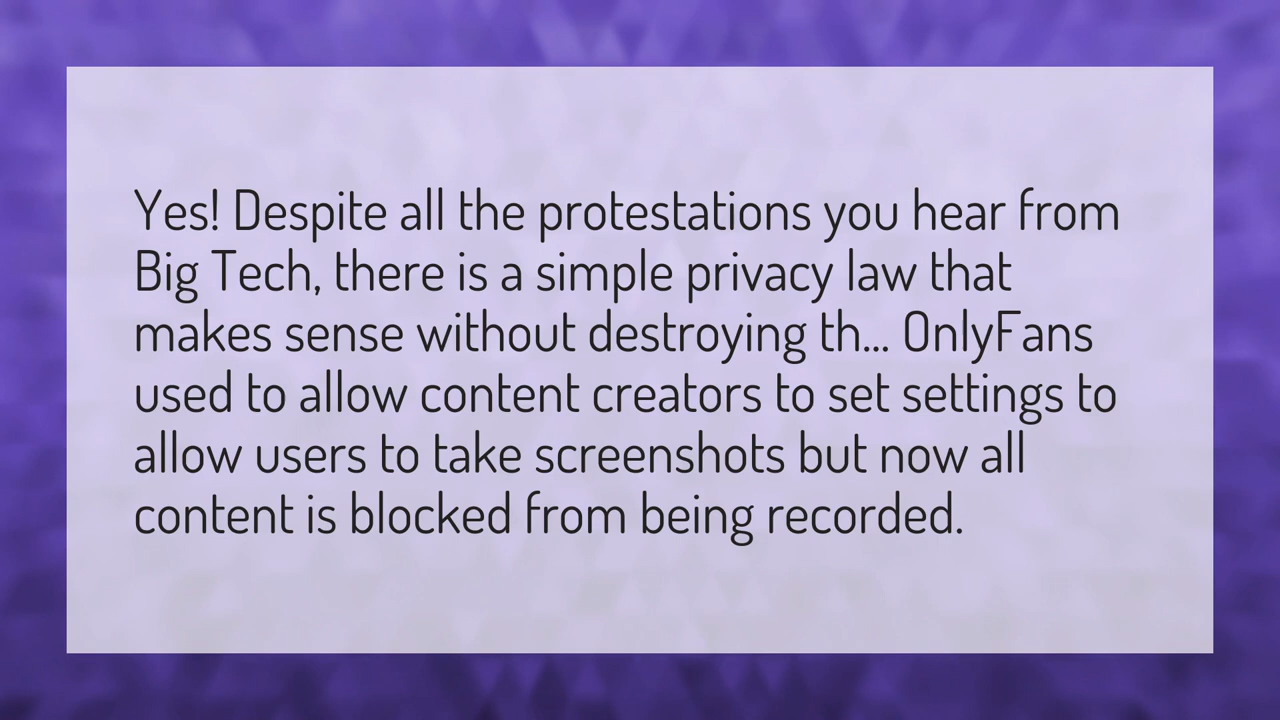 Yes! Despite all the protestations you hear from
Big Tech, there is a simple privacy law that
makes sense without destroying th... OnlyFans
used to allow content creators to set settings to
allow users to take screenshots but now all
content is blocked from being recorded.